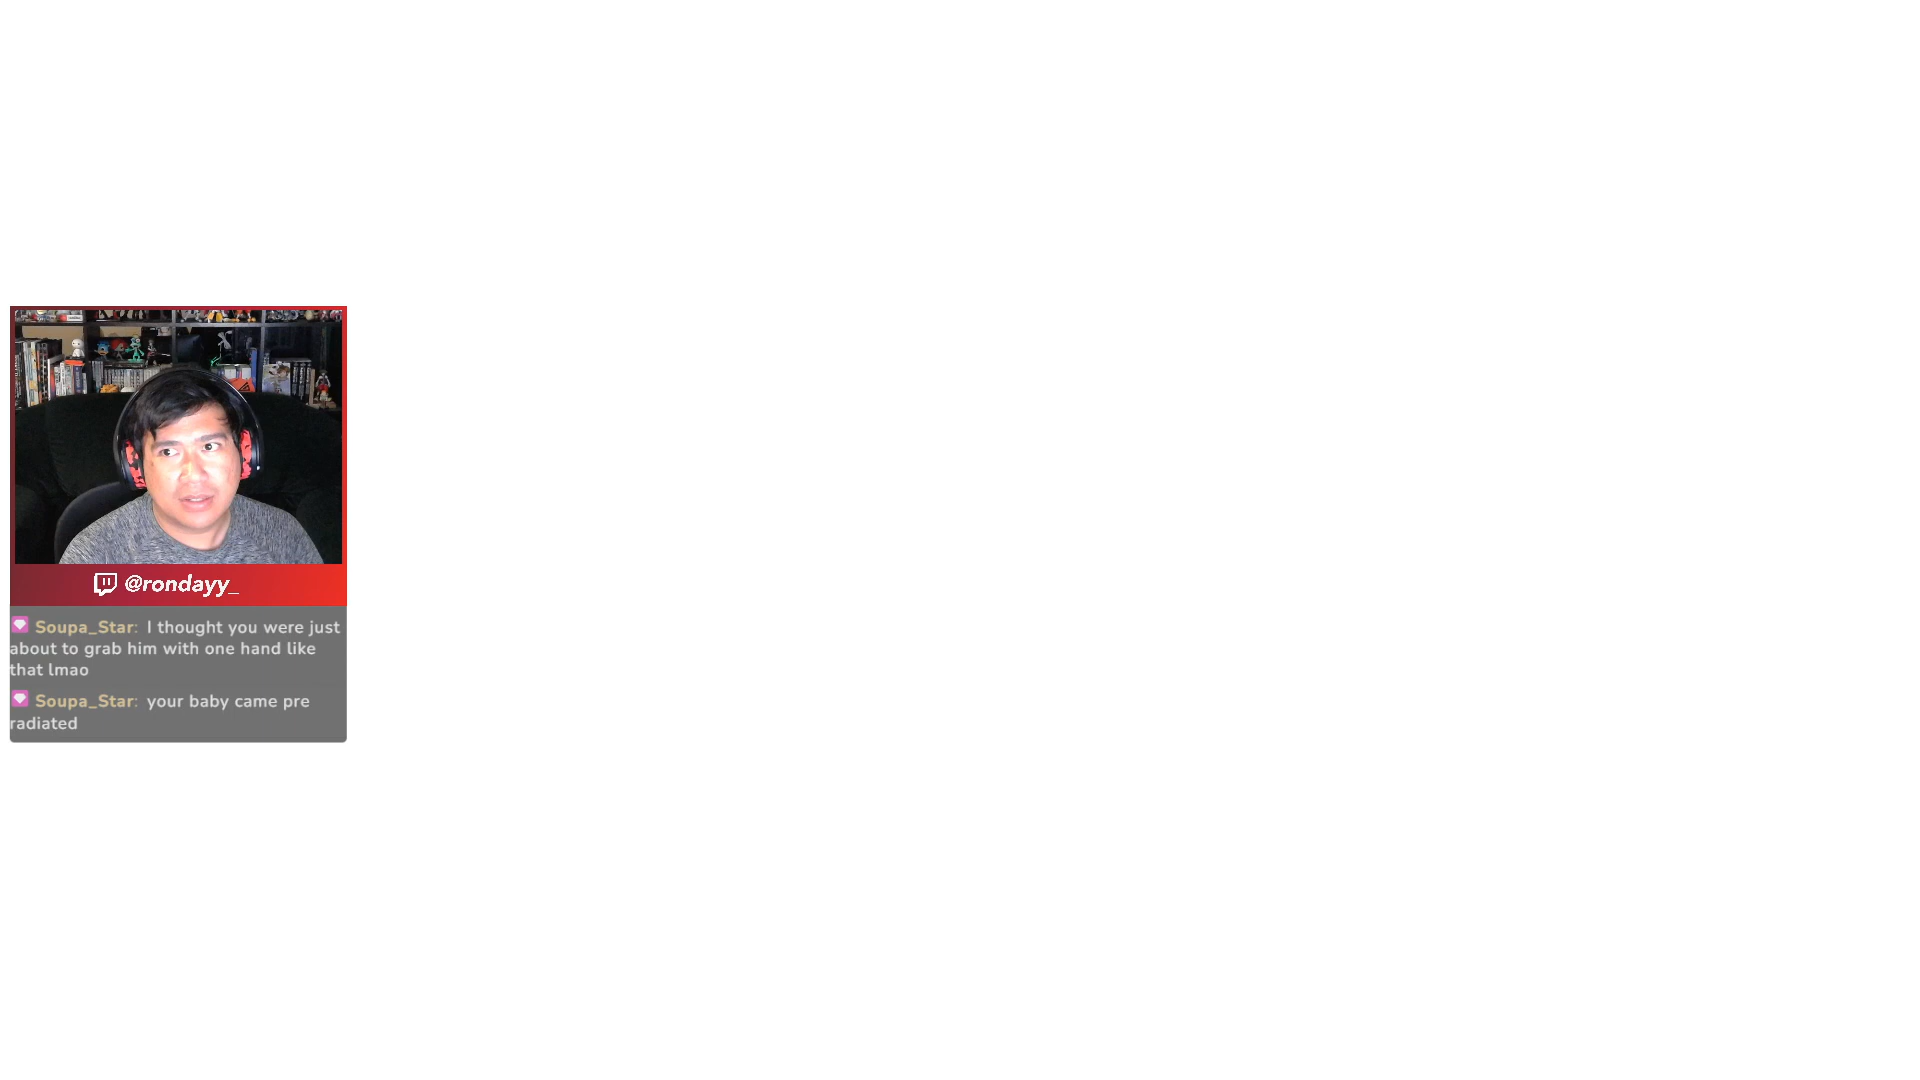 @rondayy_
Soupa_Star: I thought you were just
about to grab him with one hand like
that lmao
Soupa_Star: your baby came pre
radiated